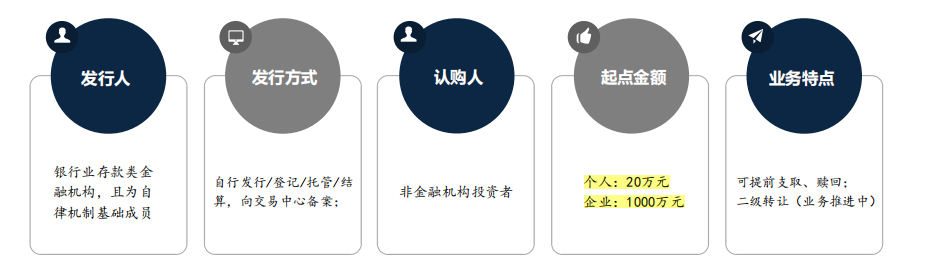 发行人
银行业存款类金
融机构，且为自
律机制基础成员
发行方式
自行发行/登记/托管/结
算，向交易中心备案；
认购人
非金融机构投资者
起点金额
个人：20万元
企业：1000万元
业务特点
可提前支取、赎回；
二级转让（业务推进中）